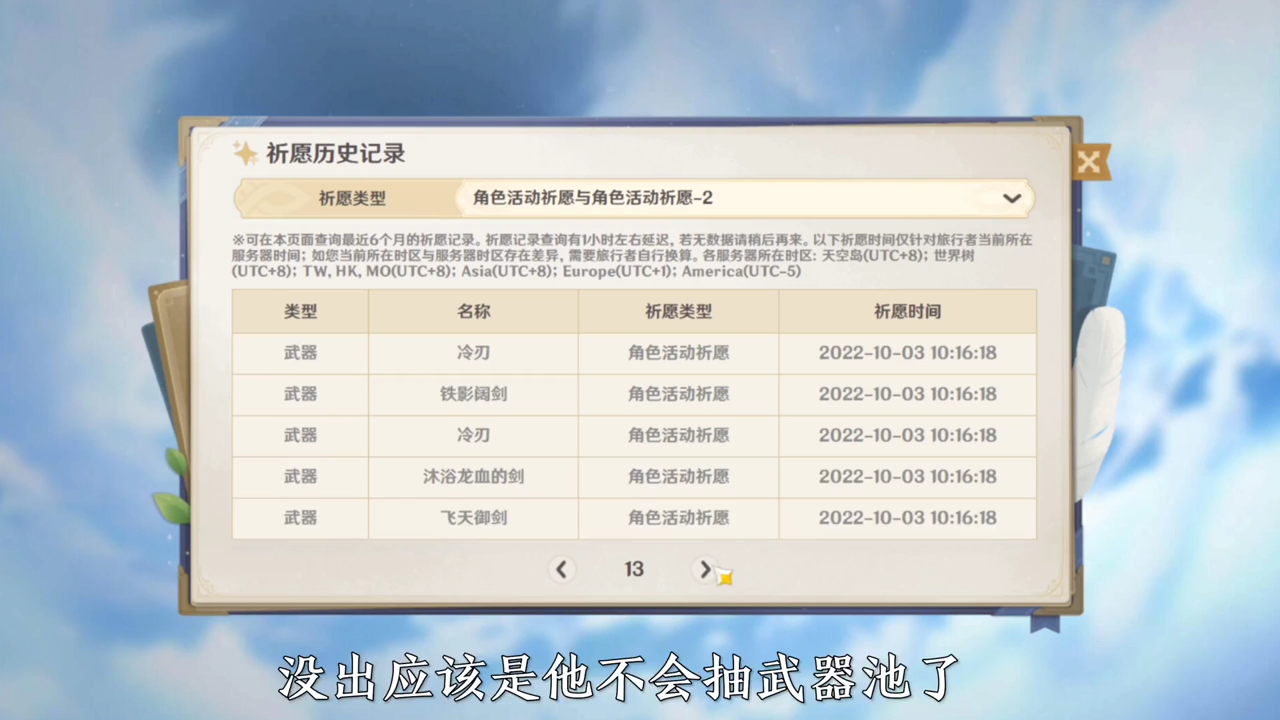 祈愿历史记录
祈愿类型 角色活动祈愿与角色活动祈愿-2
※可在本页面查询最近6个月的祈愿记录。祈愿记录查询有1小时左右延迟，若无数据请稍后再来。以下祈愿时间仅针对旅行者当前所在
服务器时间；如您当前所在时区与服务器时区存在差异，需要旅行者自行换算。各服务器所在时区：天空岛(UTC+8)；世界树
(UTC+8)；TW, HK, MO(UTC+8)；Asia(UTC+8)；Europe(UTC+1)；America(UTC-5)
类型 名称 祈愿类型 祈愿时间
武器 冷刃 角色活动祈愿 2022-10-03 10:16:18
武器 铁影阔剑 角色活动祈愿 2022-10-03 10:16:18
武器 冷刃 角色活动祈愿 2022-10-03 10:16:18
武器 沐浴龙血的剑 角色活动祈愿 2022-10-03 10:16:18
武器 飞天御剑 角色活动祈愿 2022-10-03 10:16:18
13
没出应该是他不会抽武器池了